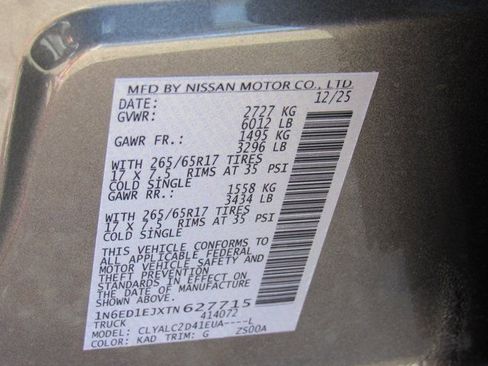 MFD BY NISSAN MOTOR CO., LTD.
DATE: 12/25
GVWR: 2727 KG
6012 LB
GAWR FR.: 1495 KG
3296 LB
WITH 265/65R17 TIRES
17 X 7.5 RIMS AT 35 PSI
COLD SINGLE
GAWR RR.: 1558 KG
3434 LB
WITH 265/65R17 TIRES
17 X 7.5 RIMS AT 35 PSI
COLD SINGLE
THIS VEHICLE CONFORMS TO
ALL APPLICABLE FEDERAL
MOTOR VEHICLE SAFETY AND
THEFT PREVENTION
STANDARDS IN EFFECT ON
THE DATE OF MANUFACTURE
SHOWN ABOVE.
1N6ED1EJXTN627715
TRUCK 414072
MODEL: CLYALC2D41EUA----L
COLOR: KAD TRIM: G ZS00A